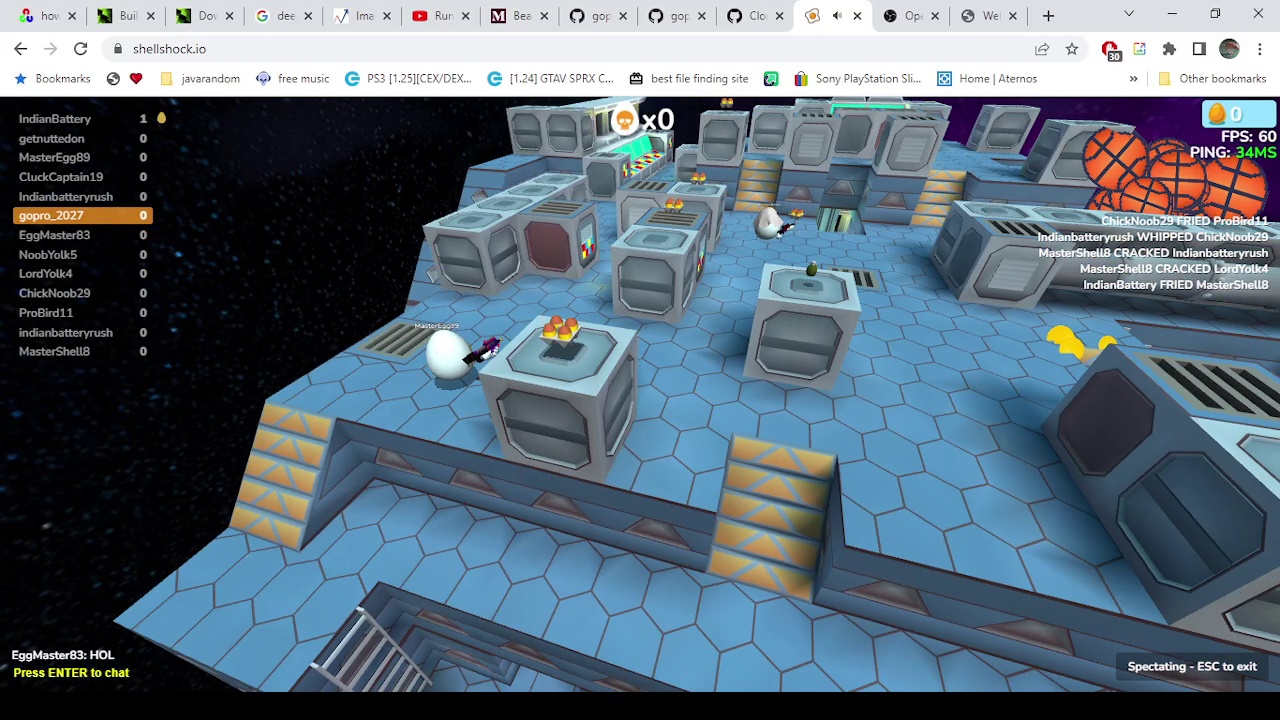 how
Buil
Dov
dee
Ima
Run
Bea
gop
gop
Clo
Ope
Wel
shellshock.io
30
Bookmarks
javarandom
free music
PS3 [1.25][CEX/DEX...
[1.24] GTAV SPRX C...
best file finding site
Sony PlayStation Sli...
Home | Aternos
»
Other bookmarks
IndianBattery 1
getnuttedon 0
MasterEgg89 0
CluckCaptain19 0
Indianbatteryrush 0
gopro_2027 0
EggMaster83 0
NoobYolk5 0
LordYolk4 0
ChickNoob29 0
ProBird11 0
indianbatteryrush 0
MasterShell8 0
x0
0
FPS: 60
PING: 34MS
ChickNoob29 FRIED ProBird11
Indianbatteryrush WHIPPED ChickNoob29
MasterShell8 CRACKED Indianbatteryrush
MasterShell8 CRACKED LordYolk4
IndianBattery FRIED MasterShell8
MasterEgg89
EggMaster83: HOL
Press ENTER to chat
Spectating - ESC to exit